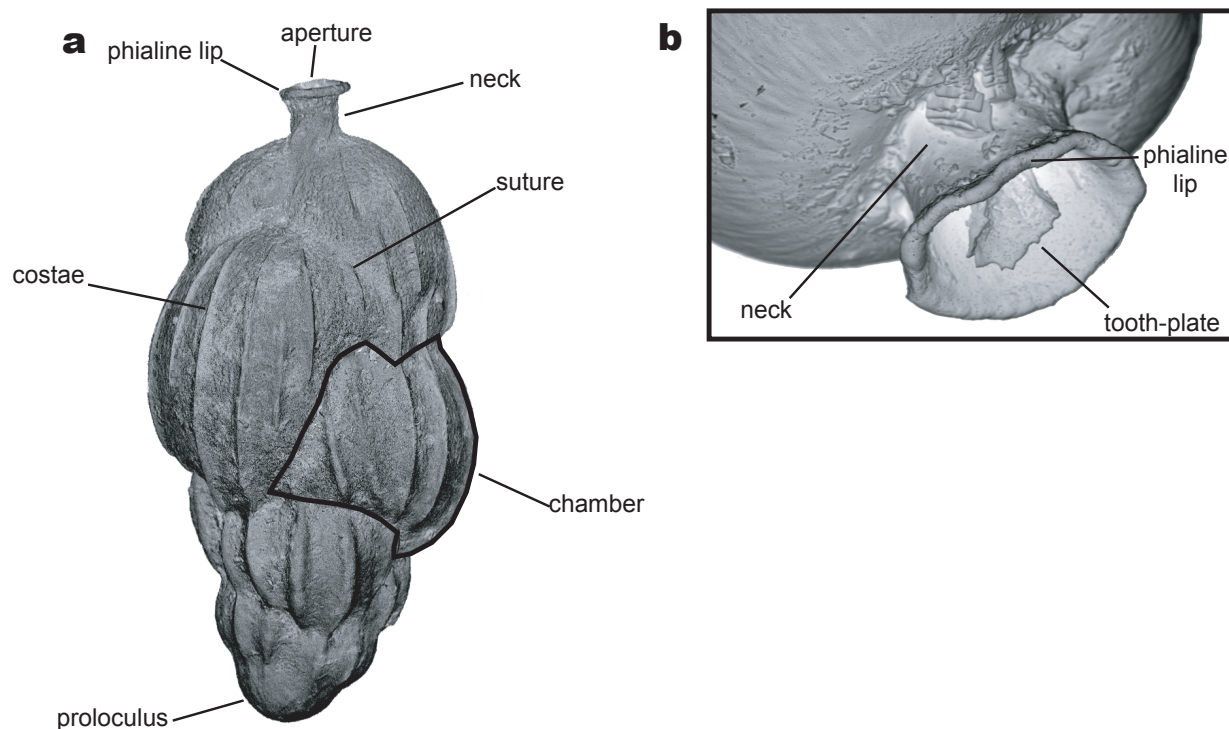 a
aperture
phialine lip
neck
suture
costae
chamber
proloculus
b
phialine
lip
neck
tooth-plate